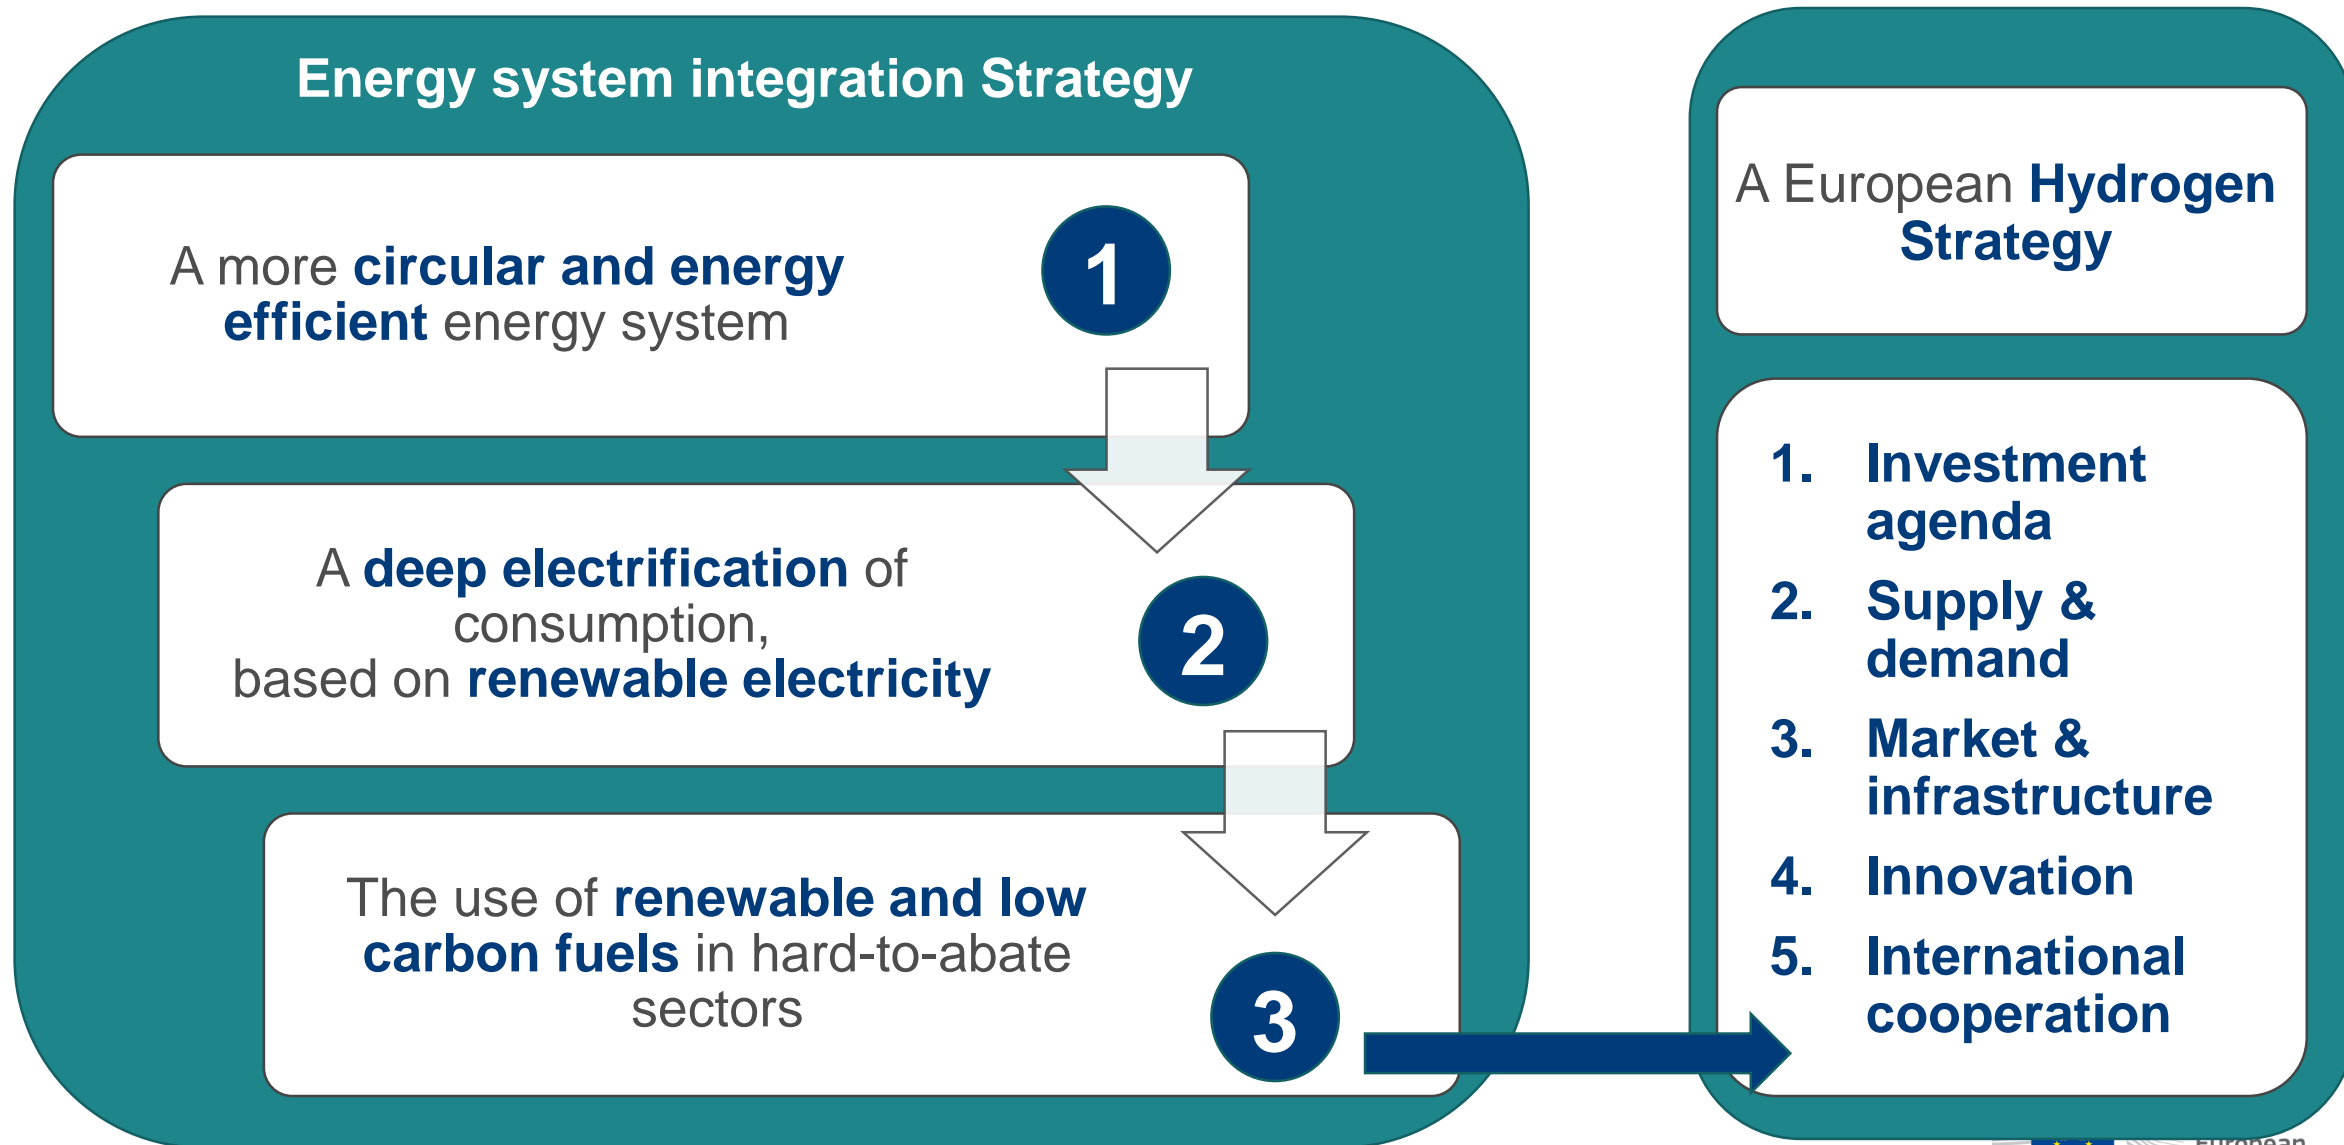 Energy system integration Strategy
A more circular and energy
efficient energy system
1
A deep electrification of
consumption,
based on renewable electricity
2
The use of renewable and low
carbon fuels in hard-to-abate
sectors
3
A European Hydrogen
Strategy
1. Investment
agenda
2. Supply &
demand
3. Market &
infrastructure
4. Innovation
5. International
cooperation
European